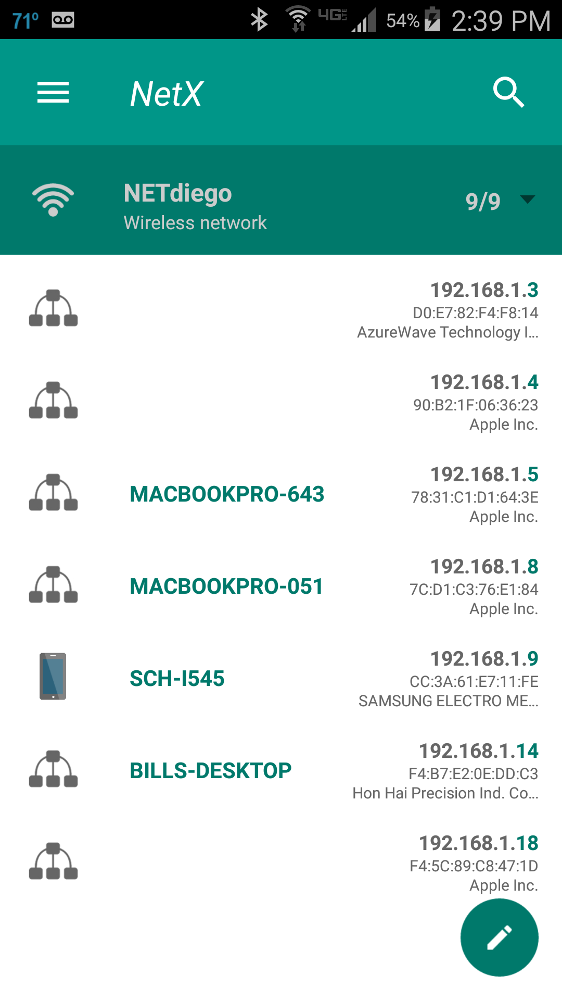 71° 4G LTE 54% 2:39 PM
NetX
NETdiego
Wireless network
9/9
192.168.1.3
D0:E7:82:F4:F8:14
AzureWave Technology I...
192.168.1.4
90:B2:1F:06:36:23
Apple Inc.
MACBOOKPRO-643
192.168.1.5
78:31:C1:D1:64:3E
Apple Inc.
MACBOOKPRO-051
192.168.1.8
7C:D1:C3:76:E1:84
Apple Inc.
SCH-I545
192.168.1.9
CC:3A:61:E7:11:FE
SAMSUNG ELECTRO ME...
BILLS-DESKTOP
192.168.1.14
F4:B7:E2:0E:DD:C3
Hon Hai Precision Ind. Co...
192.168.1.18
F4:5C:89:C8:47:1D
Apple Inc.